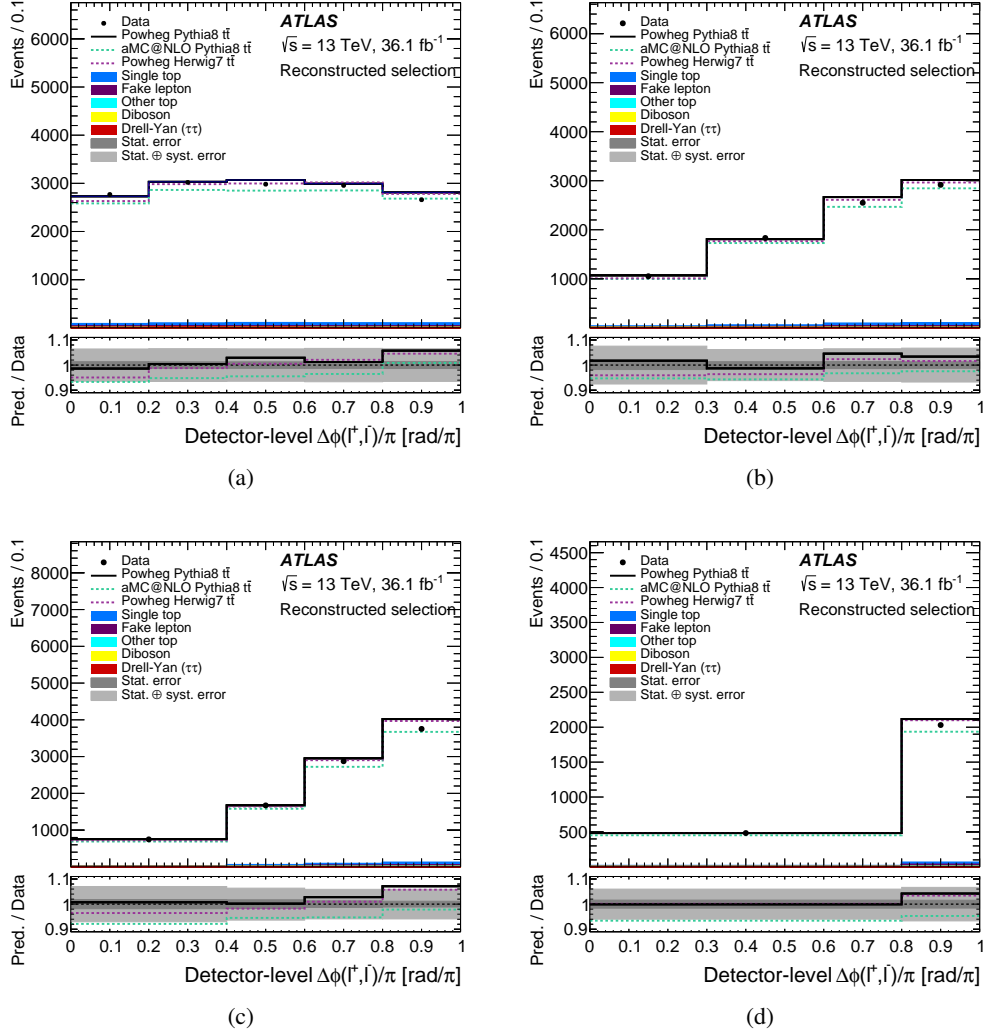 Events / 0.1
6000
5000
4000
3000
2000
1000
Data
Powheg Pythia8 tt̄
aMC@NLO Pythia8 tt̄
Powheg Herwig7 tt̄
Single top
Fake lepton
Other top
Diboson
Drell-Yan (ττ)
Stat. error
Stat. ⊕ syst. error
ATLAS
√s = 13 TeV, 36.1 fb⁻¹
Reconstructed selection
Pred. / Data
1.1
1
0.9
0 0.1 0.2 0.3 0.4 0.5 0.6 0.7 0.8 0.9 1
Detector-level Δϕ(l⁺,l⁻)/π [rad/π]
(a)
Events / 0.1
6000
5000
4000
3000
2000
1000
Data
Powheg Pythia8 tt̄
aMC@NLO Pythia8 tt̄
Powheg Herwig7 tt̄
Single top
Fake lepton
Other top
Diboson
Drell-Yan (ττ)
Stat. error
Stat. ⊕ syst. error
ATLAS
√s = 13 TeV, 36.1 fb⁻¹
Reconstructed selection
Pred. / Data
1.1
1
0.9
0 0.1 0.2 0.3 0.4 0.5 0.6 0.7 0.8 0.9 1
Detector-level Δϕ(l⁺,l⁻)/π [rad/π]
(b)
Events / 0.1
8000
7000
6000
5000
4000
3000
2000
1000
Data
Powheg Pythia8 tt̄
aMC@NLO Pythia8 tt̄
Powheg Herwig7 tt̄
Single top
Fake lepton
Other top
Diboson
Drell-Yan (ττ)
Stat. error
Stat. ⊕ syst. error
ATLAS
√s = 13 TeV, 36.1 fb⁻¹
Reconstructed selection
Pred. / Data
1.1
1
0.9
0 0.1 0.2 0.3 0.4 0.5 0.6 0.7 0.8 0.9 1
Detector-level Δϕ(l⁺,l⁻)/π [rad/π]
(c)
Events / 0.1
4500
4000
3500
3000
2500
2000
1500
1000
500
Data
Powheg Pythia8 tt̄
aMC@NLO Pythia8 tt̄
Powheg Herwig7 tt̄
Single top
Fake lepton
Other top
Diboson
Drell-Yan (ττ)
Stat. error
Stat. ⊕ syst. error
ATLAS
√s = 13 TeV, 36.1 fb⁻¹
Reconstructed selection
Pred. / Data
1.1
1
0.9
0 0.1 0.2 0.3 0.4 0.5 0.6 0.7 0.8 0.9 1
Detector-level Δϕ(l⁺,l⁻)/π [rad/π]
(d)